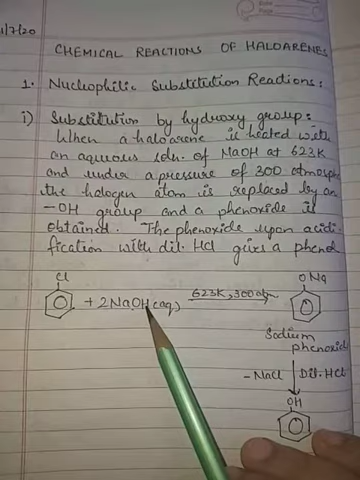 1/7/20
Date
Page
CHEMICAL REACTIONS OF HALOARENES
1. Nucleophilic Substitution Reactions:
i) Substitution by hydroxy group:
When a haloarene is heated with
an aqueous soln. of NaOH at 623K
and under a pressure of 300 atmosph
the halogen atom is replaced by an
-OH group and a phenoxide is
obtained. The phenoxide upon acidi-
fication with dil. HCl gives a phenol
Cl
+ 2NaOH(aq) 623K, 300 atm ONa
Sodium
phenoxide
-NaCl Dil. HCl
OH